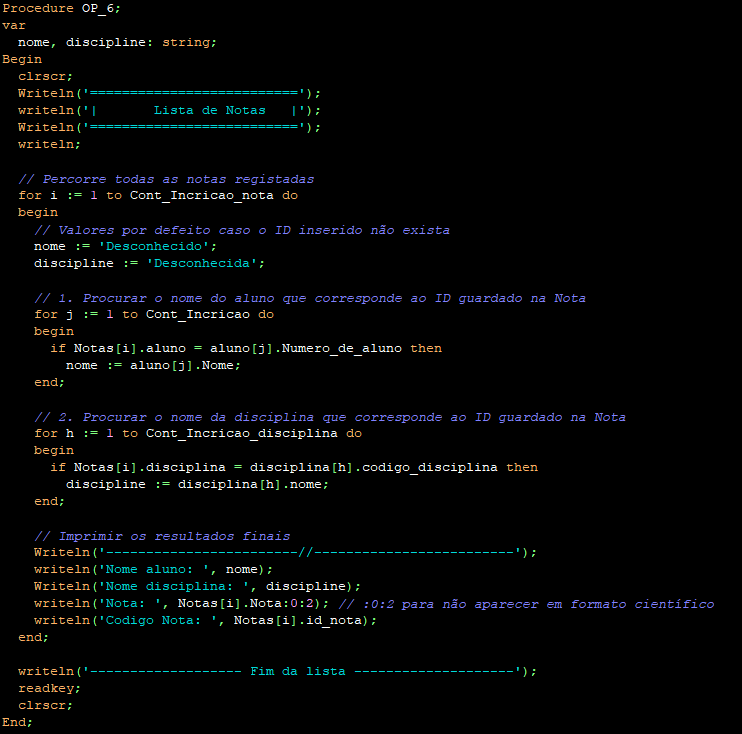 Procedure OP_6;
var
  nome, discipline: string;
Begin
  clrscr;
  Writeln('==========================');
  writeln('|       Lista de Notas   |');
  Writeln('==========================');
  writeln;

  // Percorre todas as notas registadas
  for i := 1 to Cont_Incricao_nota do
  begin
    // Valores por defeito caso o ID inserido não exista
    nome := 'Desconhecido';
    discipline := 'Desconhecida';

    // 1. Procurar o nome do aluno que corresponde ao ID guardado na Nota
    for j := 1 to Cont_Incricao do
    begin
      if Notas[i].aluno = aluno[j].Numero_de_aluno then
        nome := aluno[j].Nome;
    end;

    // 2. Procurar o nome da disciplina que corresponde ao ID guardado na Nota
    for h := 1 to Cont_Incricao_disciplina do
    begin
      if Notas[i].disciplina = disciplina[h].codigo_disciplina then
        discipline := disciplina[h].nome;
    end;

    // Imprimir os resultados finais
    Writeln('------------------------//-------------------------');
    writeln('Nome aluno: ', nome);
    Writeln('Nome disciplina: ', discipline);
    writeln('Nota: ', Notas[i].Nota:0:2); // :0:2 para não aparecer em formato científico
    writeln('Codigo Nota: ', Notas[i].id_nota);
  end;

  writeln('------------------- Fim da lista --------------------');
  readkey;
  clrscr;
End;